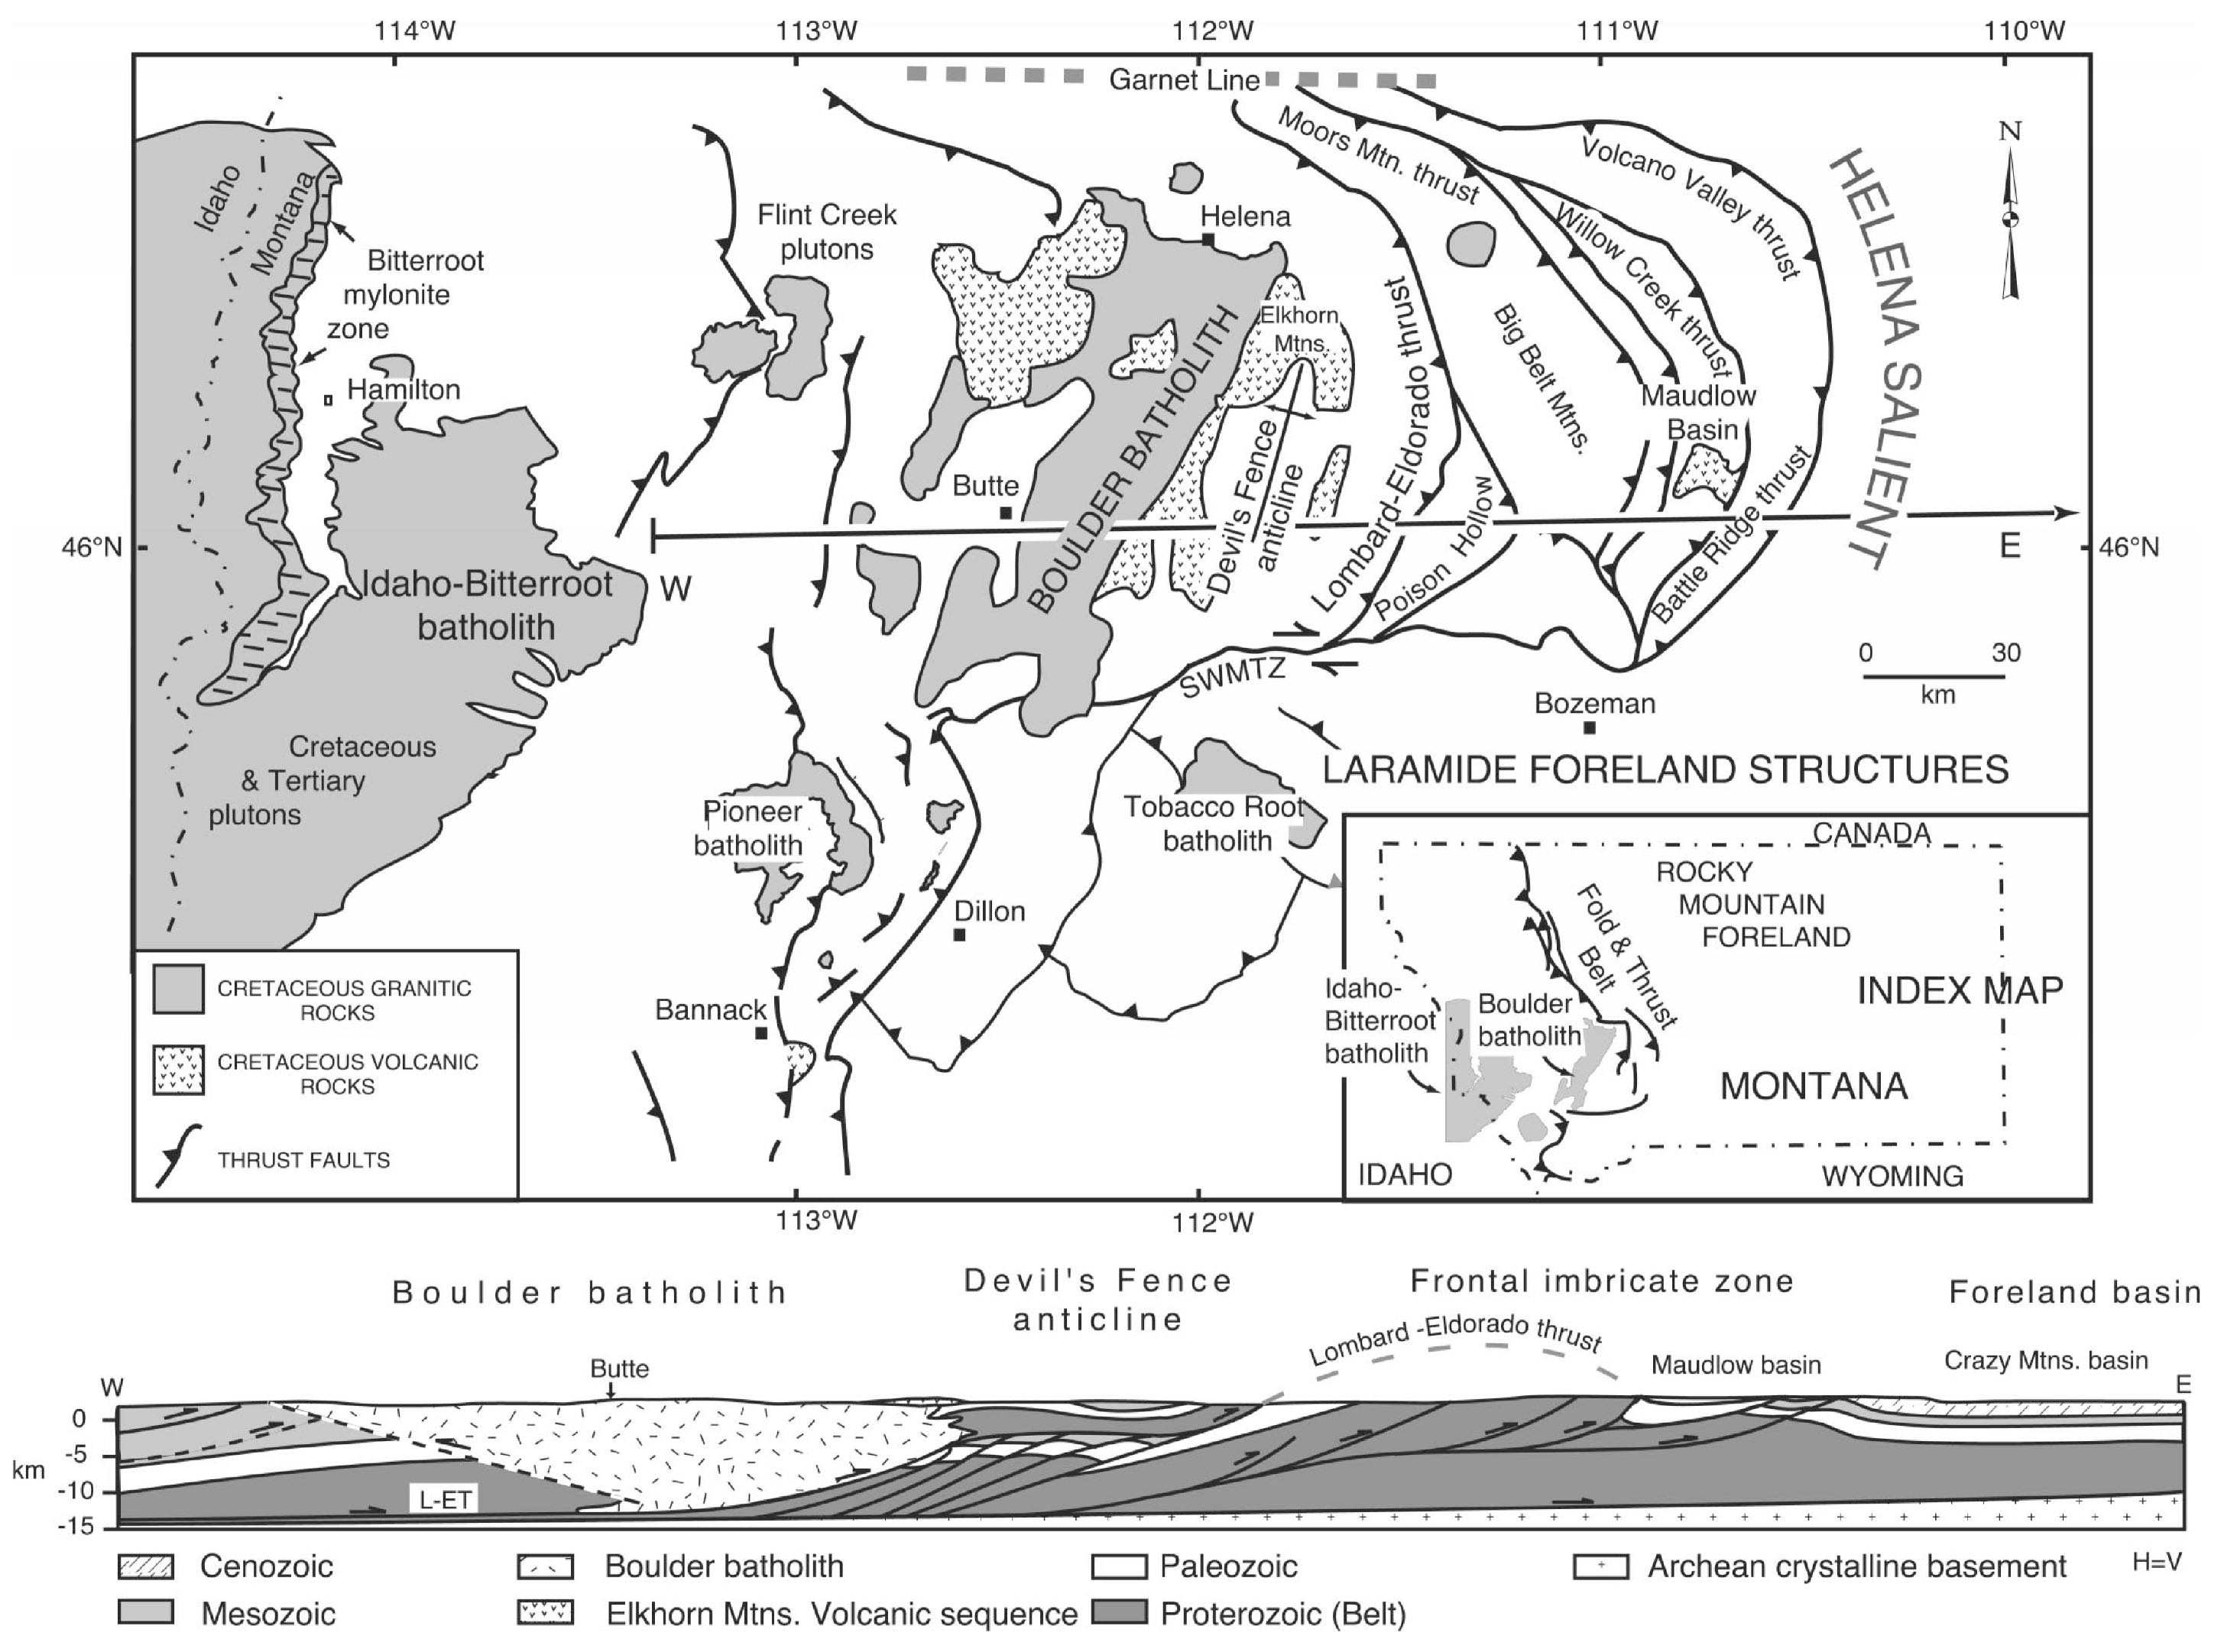 114°W
113°W
112°W
111°W
110°W
Garnet Line
Moors Mtn. thrust
Volcano Valley thrust
HELENA SALIENT
N
Idaho
Montana
Flint Creek
plutons
Helena
Willow Creek thrust
Bitterroot
mylonite
zone
Elkhorn
Mtns.
Lombard-Eldorado thrust
Big Belt Mtns.
Hamilton
BOULDER BATHOLITH
Maudlow
Basin
Devil's Fence
anticline
Butte
Poison Hollow
Battle Ridge thrust
46°N
46°N
W
E
Idaho-Bitterroot
batholith
0 30
km
SWMTZ
Bozeman
Cretaceous
& Tertiary
plutons
LARAMIDE FORELAND STRUCTURES
Pioneer
batholith
Tobacco Root
batholith
Dillon
Bannack
CRETACEOUS GRANITIC
ROCKS
CRETACEOUS VOLCANIC
ROCKS
THRUST FAULTS
CANADA
ROCKY
MOUNTAIN
FORELAND
Fold & Thrust
Belt
INDEX MAP
Idaho-
Bitterroot
batholith
Boulder
batholith
MONTANA
IDAHO
WYOMING
113°W
112°W
Boulder batholith
Devil's Fence
anticline
Frontal imbricate zone
Foreland basin
Lombard -Eldorado thrust
Butte
Maudlow basin
Crazy Mtns. basin
W
E
0
-5
km
-10
-15
L-ET
Cenozoic
Boulder batholith
Paleozoic
Archean crystalline basement
H=V
Mesozoic
Elkhorn Mtns. Volcanic sequence
Proterozoic (Belt)